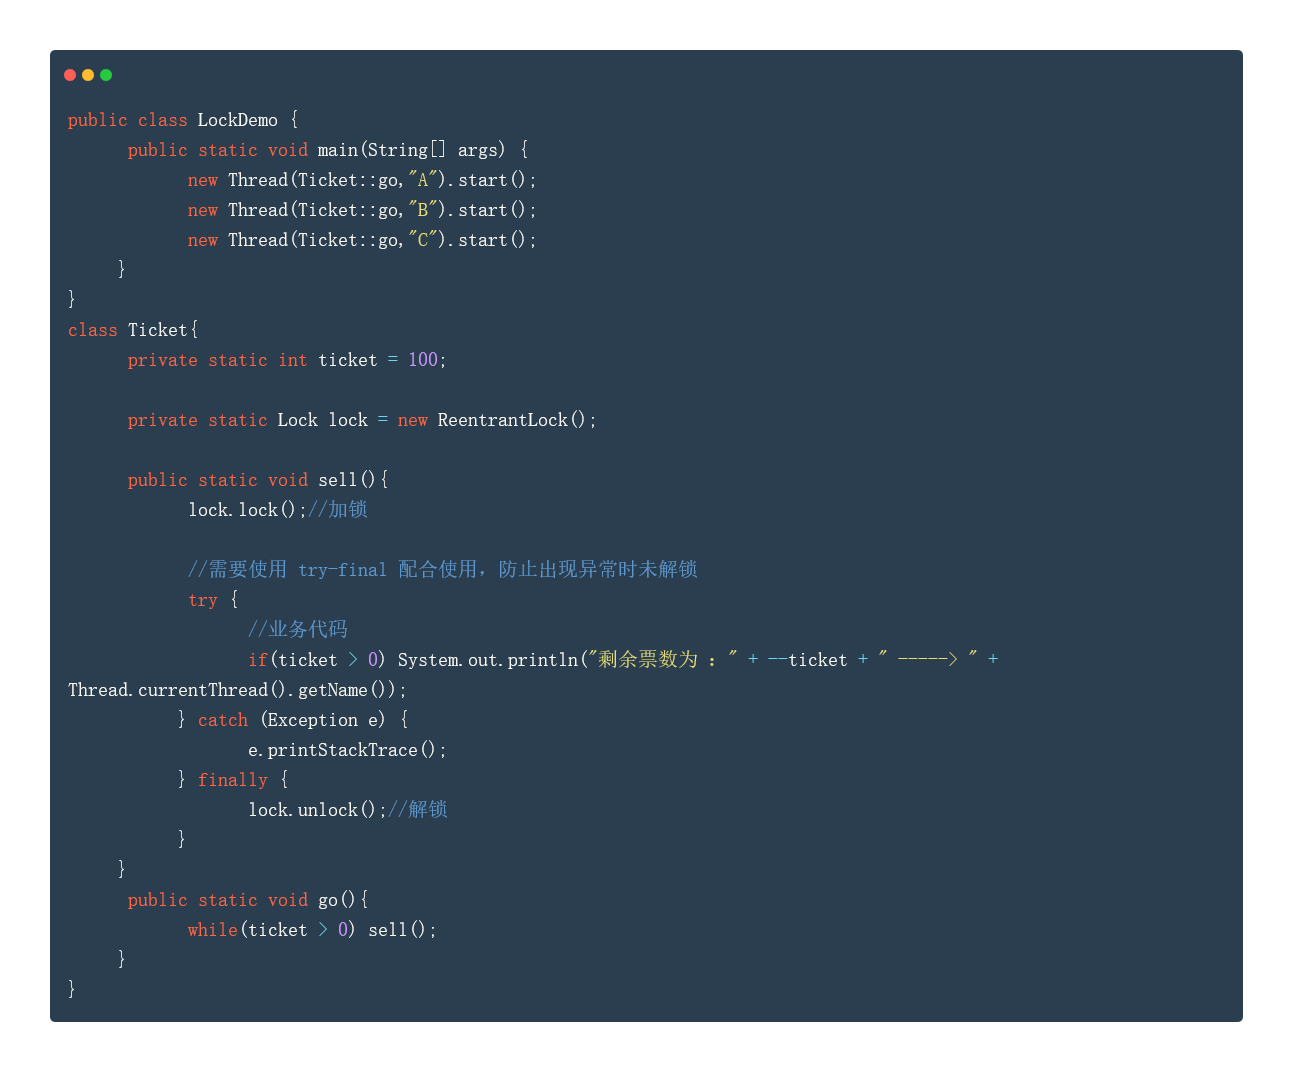 public class LockDemo {
public static void main(String[] args) {
new Thread(Ticket::go,"A").start();
new Thread(Ticket::go,"B").start();
new Thread(Ticket::go,"C").start();
}
}
class Ticket{
private static int ticket = 100;
private static Lock lock = new ReentrantLock();
public static void sell(){
lock.lock();//加锁
//需要使用 try-final 配合使用，防止出现异常时未解锁
try {
//业务代码
if(ticket > 0) System.out.println("剩余票数为 : " + --ticket + " -----> " +
Thread.currentThread().getName());
} catch (Exception e) {
e.printStackTrace();
} finally {
lock.unlock();//解锁
}
}
public static void go(){
while(ticket > 0) sell();
}
}